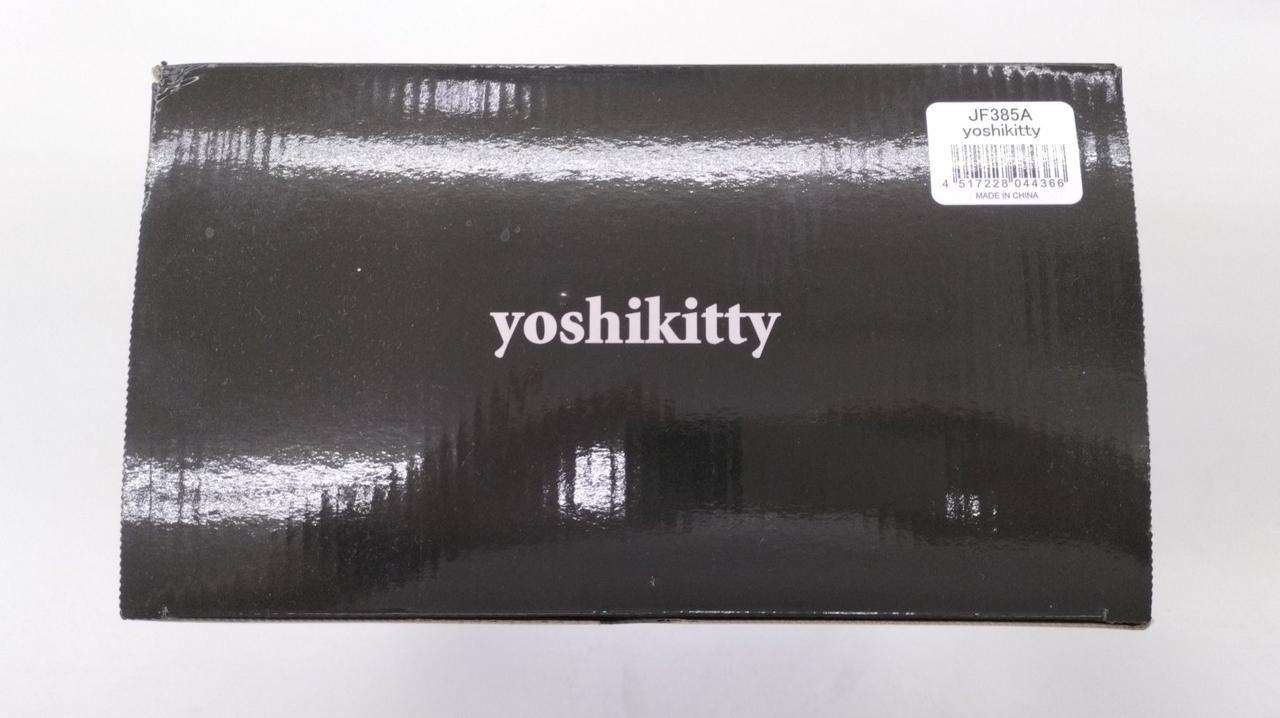 JF385A
yoshikitty
4 517228 044366
MADE IN CHINA
yoshikitty